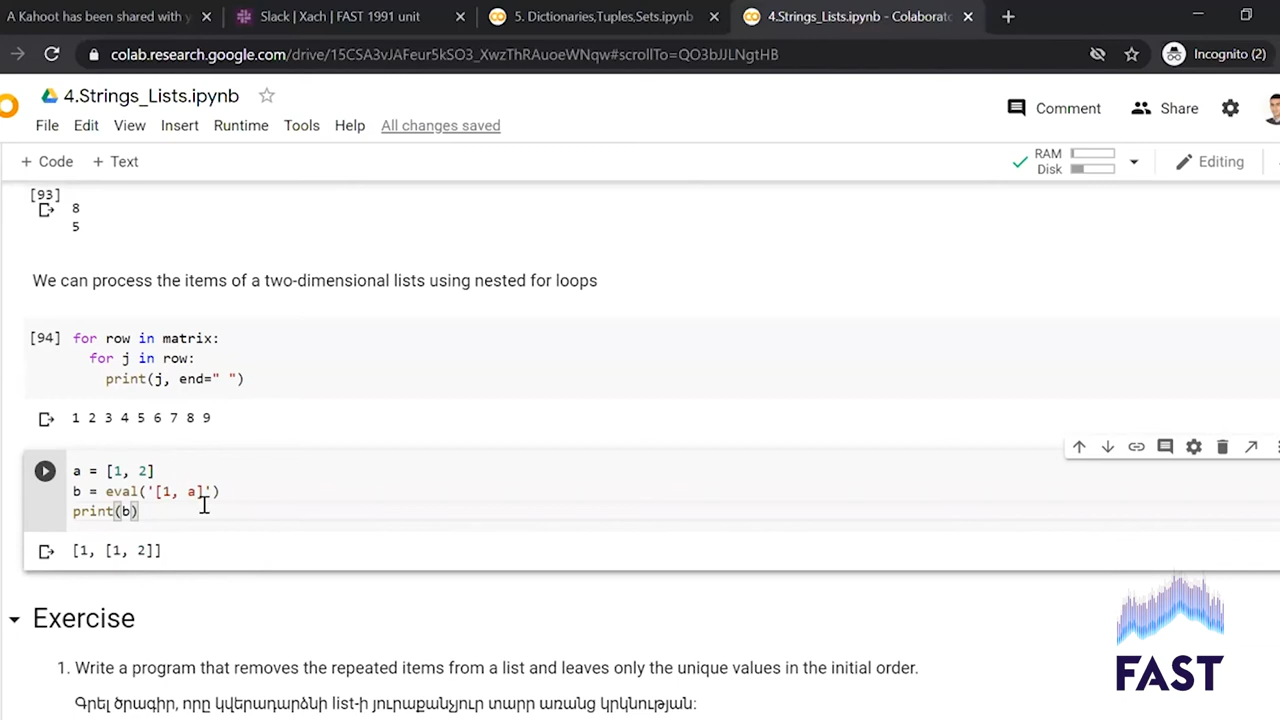 A Kahoot has been shared with y
Slack | Xach | FAST 1991 unit
5. Dictionaries,Tuples,Sets.ipynb
4.Strings_Lists.ipynb - Colaborato
colab.research.google.com/drive/15CSA3vJAFeur5kSO3_XwzThRAuoeWNqw#scrollTo=QO3bJJLNgtHB
Incognito (2)
4.Strings_Lists.ipynb
Comment
Share
File Edit View Insert Runtime Tools Help All changes saved
+ Code + Text
RAM
Disk
Editing
[93]
8
5
We can process the items of a two-dimensional lists using nested for loops
[94] for row in matrix:
for j in row:
print(j, end=" ")
1 2 3 4 5 6 7 8 9
a = [1, 2]
b = eval('[1, a]')
print(b)
[1, [1, 2]]
Exercise
1. Write a program that removes the repeated items from a list and leaves only the unique values in the initial order.
Գրել ծրագիր, որը կվերադարձնի list-ի յուրաքանչյուր տարր առանց կրկնության:
FAST